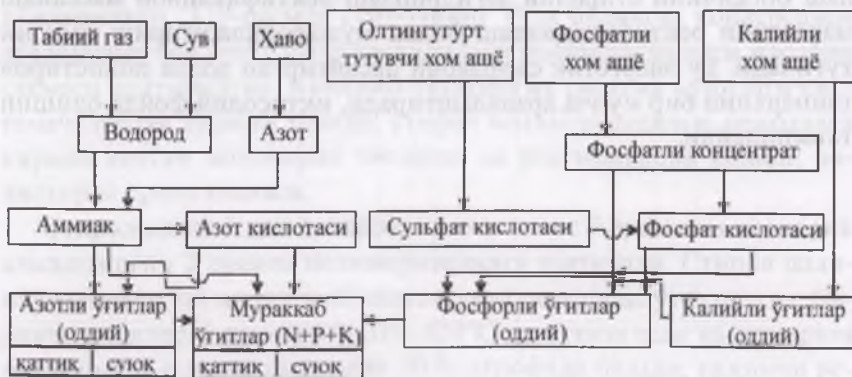 Табиий газ
Сув
Ҳаво
Олтингугурт
тутувчи хом ашё
Фосфатли
хом ашё
Калийли
хом ашё
Водород
Азот
Фосфатли концентрат
Аммиак
Азот кислотаси
Сульфат кислотаси
Фосфат кислотаси
Азотли ўғитлар
(оддий)
қаттиқ
суюқ
Мураккаб
ўғитлар (N+P+K)
қаттиқ
суюқ
Фосфорли ўғитлар
(оддий)
Калийли ўғитлар
(оддий)